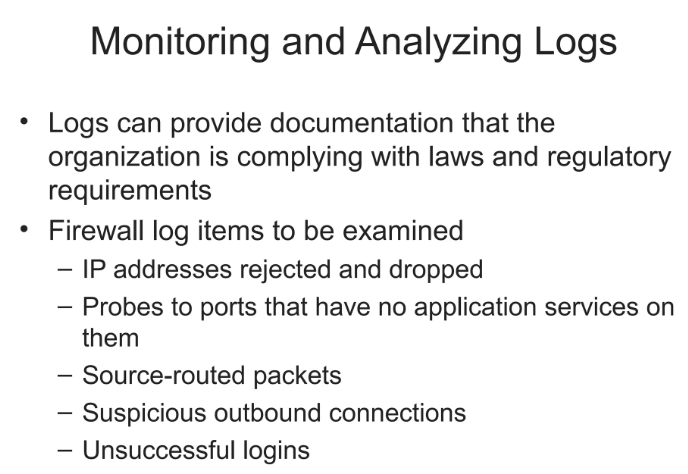 Monitoring and Analyzing Logs
• Logs can provide documentation that the
organization is complying with laws and regulatory
requirements
• Firewall log items to be examined
– IP addresses rejected and dropped
– Probes to ports that have no application services on
them
– Source-routed packets
– Suspicious outbound connections
– Unsuccessful logins